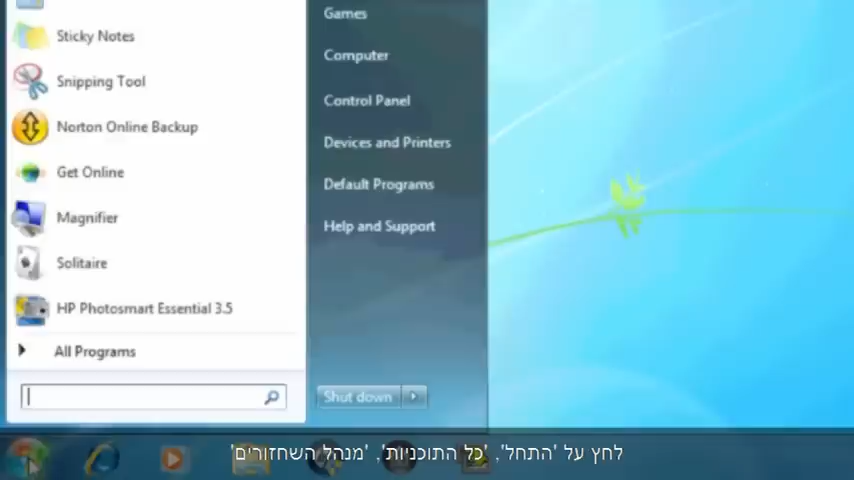 Sticky Notes
Snipping Tool
Norton Online Backup
Get Online
Magnifier
Solitaire
HP Photosmart Essential 3.5
All Programs
Games
Computer
Control Panel
Devices and Printers
Default Programs
Help and Support
Shut down
לחץ על 'התחל', 'כל התוכניות', 'מנהל השחזורים'